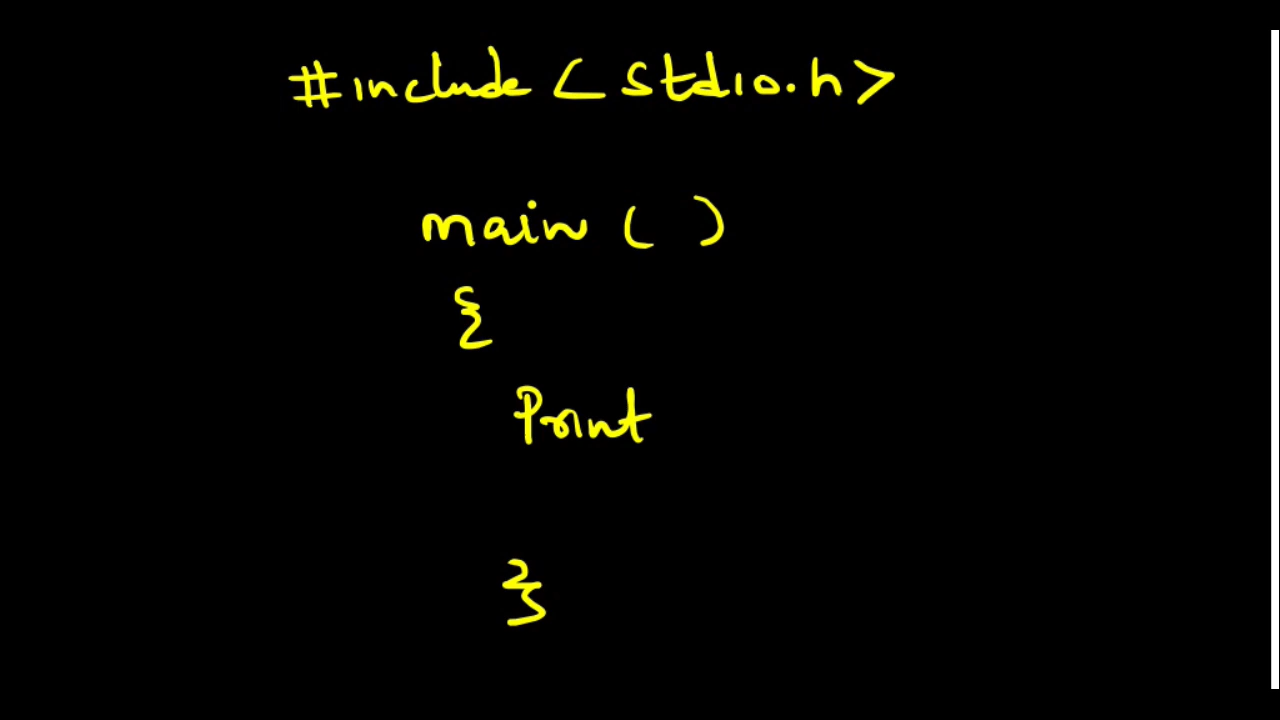 #include < stdio.h>
main ( )
{
Print
}